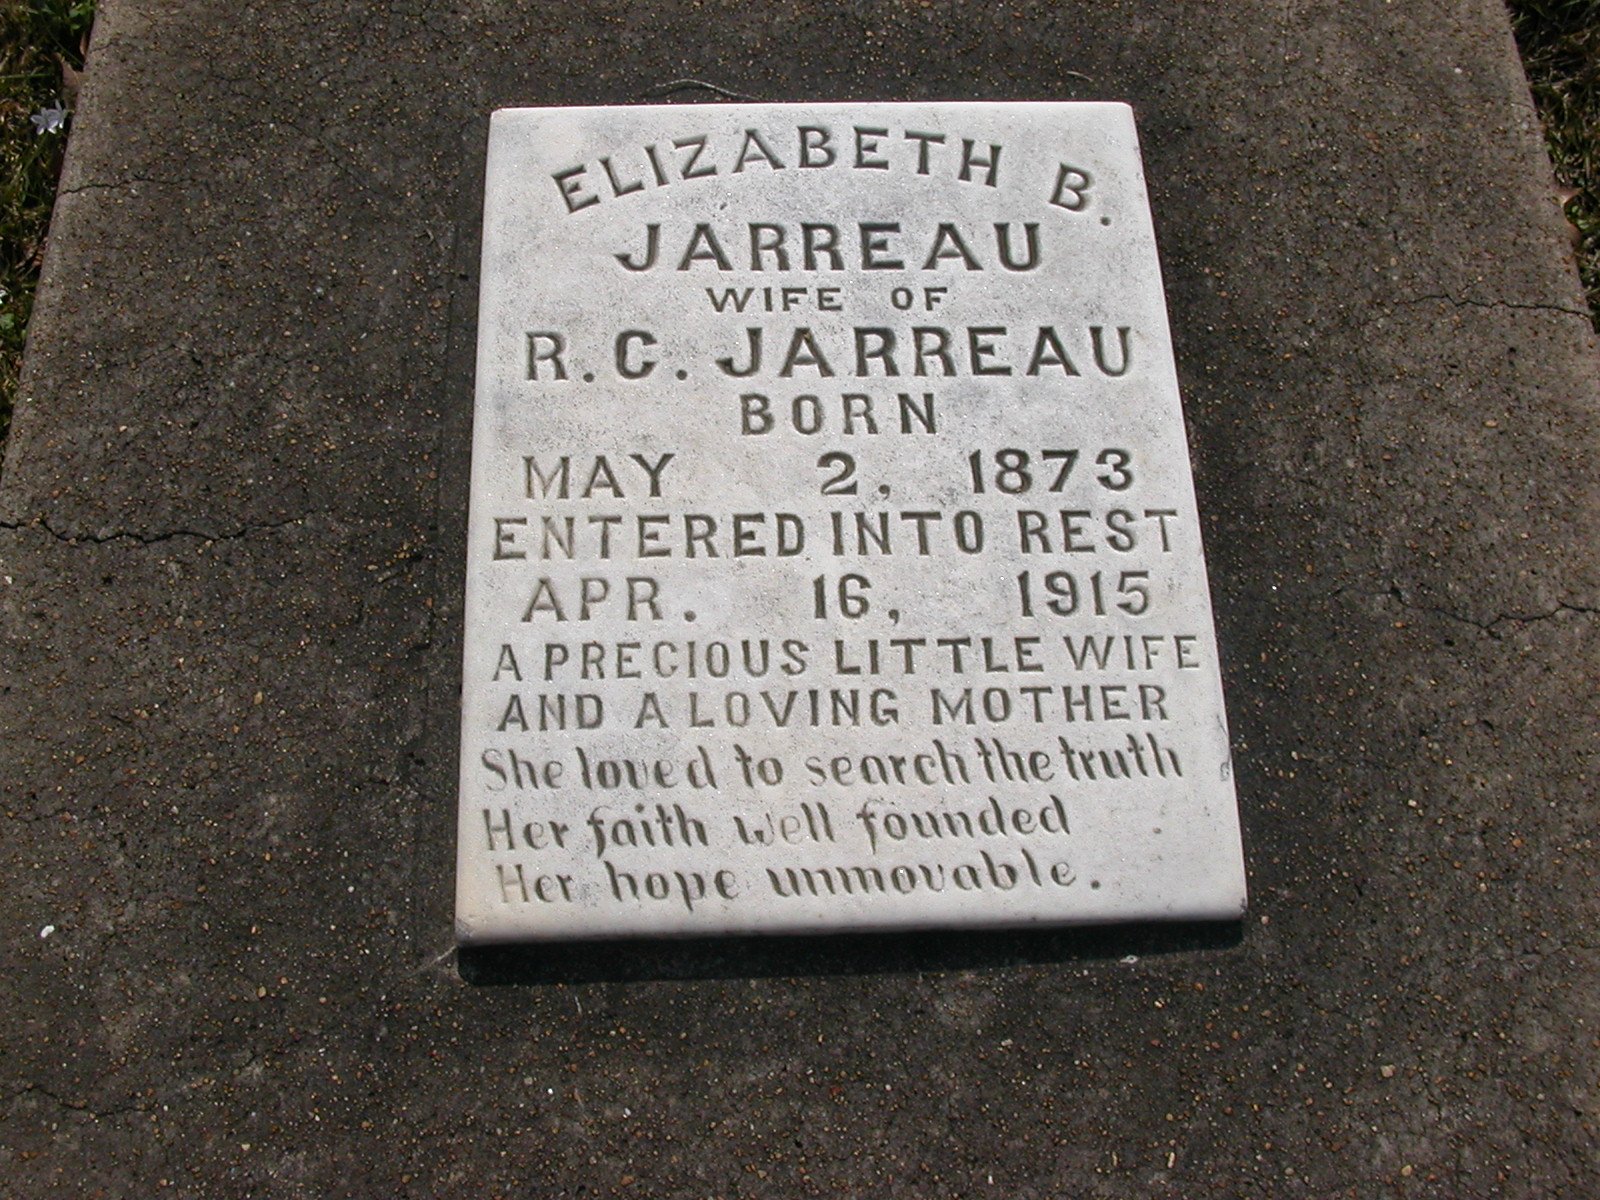 ELIZABETH B.
JARREAU
WIFE OF
R. C. JARREAU
BORN
MAY 2, 1873
ENTERED INTO REST
APR. 16, 1915
A PRECIOUS LITTLE WIFE
AND A LOVING MOTHER
She loved to search the truth
Her faith well founded
Her hope unmovable.